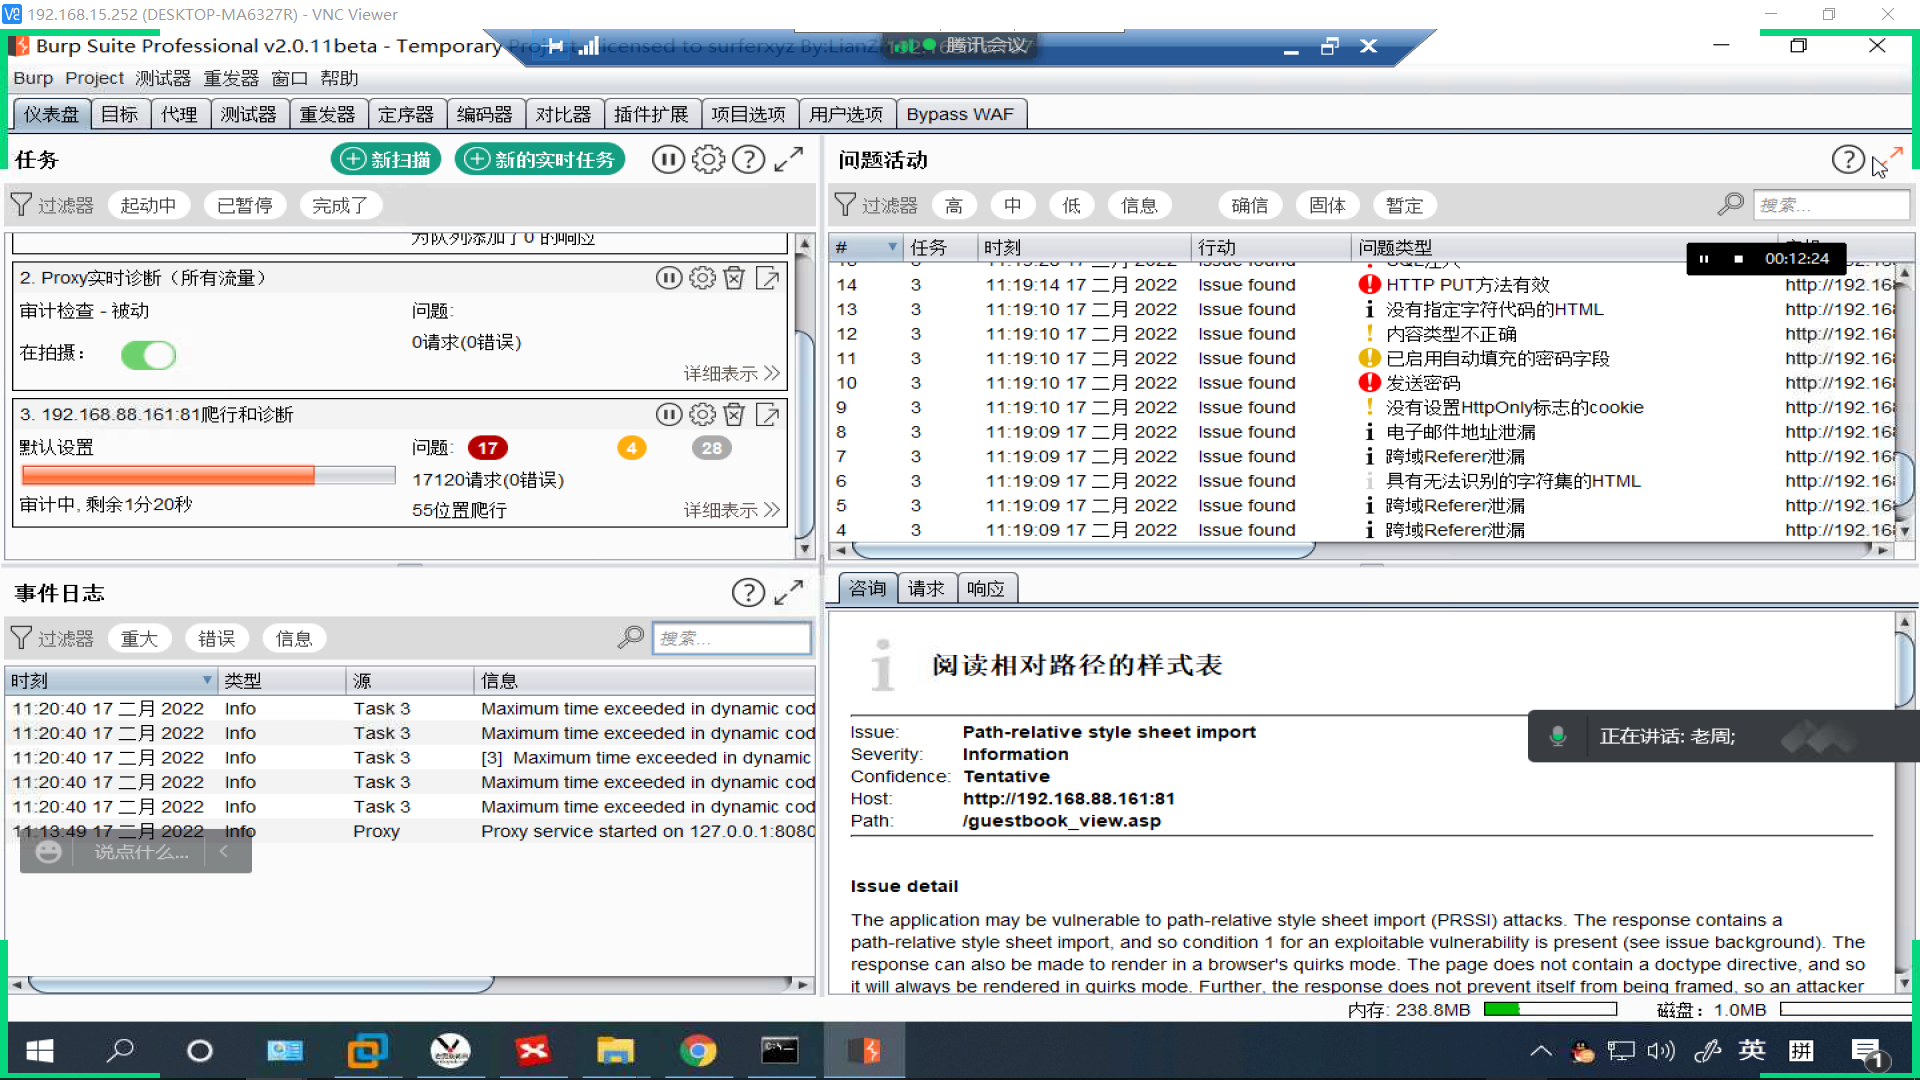 192.168.15.252 (DESKTOP-MA6327R) - VNC Viewer
Burp Suite Professional v2.0.11beta - Temporary
腾讯会议
Burp Project 测试器 重发器 窗口 帮助
仪表盘 目标 代理 测试器 重发器 定序器 编码器 对比器 插件扩展 项目选项 用户选项 Bypass WAF
任务 新扫描 新的实时任务
过滤器 起动中 已暂停 完成了
为队列添加了0 的响应
2. Proxy实时诊断（所有流量）
审计检查 - 被动 问题:
0请求(0错误)
在拍摄：
详细表示
3. 192.168.88.161:81爬行和诊断
默认设置 问题: 17 4 28
17120请求(0错误)
审计中, 剩余1分20秒 55位置爬行 详细表示
问题活动
过滤器 高 中 低 信息 确信 固体 暂定 搜索...
# 任务 时刻 行动 问题类型
00:12:24
14 3 11:19:14 17 二月 2022 Issue found HTTP PUT方法有效 http://192.168
13 3 11:19:10 17 二月 2022 Issue found 没有指定字符代码的HTML http://192.168
12 3 11:19:10 17 二月 2022 Issue found 内容类型不正确 http://192.168
11 3 11:19:10 17 二月 2022 Issue found 已启用自动填充的密码字段 http://192.168
10 3 11:19:10 17 二月 2022 Issue found 发送密码 http://192.168
9 3 11:19:10 17 二月 2022 Issue found 没有设置HttpOnly标志的cookie http://192.168
8 3 11:19:09 17 二月 2022 Issue found 电子邮件地址泄漏 http://192.168
7 3 11:19:09 17 二月 2022 Issue found 跨域Referer泄漏 http://192.168
6 3 11:19:09 17 二月 2022 Issue found 具有无法识别的字符集的HTML http://192.168
5 3 11:19:09 17 二月 2022 Issue found 跨域Referer泄漏 http://192.168
4 3 11:19:09 17 二月 2022 Issue found 跨域Referer泄漏 http://192.168
事件日志
过滤器 重大 错误 信息 搜索...
时刻 类型 源 信息
11:20:40 17 二月 2022 Info Task 3 Maximum time exceeded in dynamic cod
11:20:40 17 二月 2022 Info Task 3 Maximum time exceeded in dynamic cod
11:20:40 17 二月 2022 Info Task 3 [3] Maximum time exceeded in dynamic
11:20:40 17 二月 2022 Info Task 3 Maximum time exceeded in dynamic cod
11:20:40 17 二月 2022 Info Task 3 Maximum time exceeded in dynamic cod
11:13:49 17 二月 2022 Info Proxy Proxy service started on 127.0.0.1:8080
说点什么...
咨询 请求 响应
阅读相对路径的样式表
Issue: Path-relative style sheet import
Severity: Information
Confidence: Tentative
Host: http://192.168.88.161:81
Path: /guestbook_view.asp
正在讲话: 老周;
Issue detail
The application may be vulnerable to path-relative style sheet import (PRSSI) attacks. The response contains a
path-relative style sheet import, and so condition 1 for an exploitable vulnerability is present (see issue background). The
response can also be made to render in a browser's quirks mode. The page does not contain a doctype directive, and so
it will always be rendered in quirks mode. Further, the response does not prevent itself from being framed, so an attacker
内存: 238.8MB 磁盘：1.0MB
英 拼 1